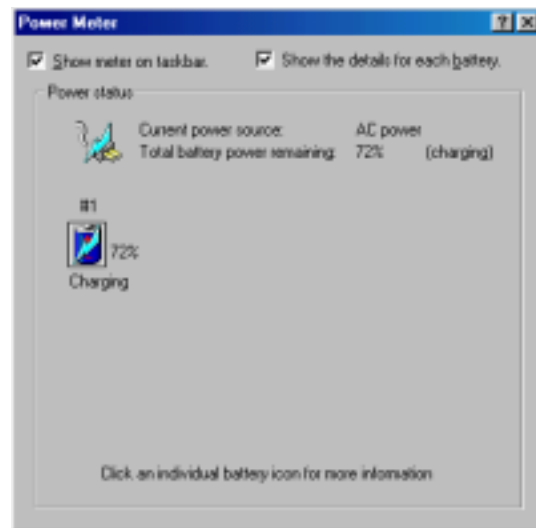 Power Meter
Show meter on taskbar. Show the details for each battery.
Power status
Current power source: AC power
Total battery power remaining: 72% (charging)
#1
72%
Charging
Click an individual battery icon for more information